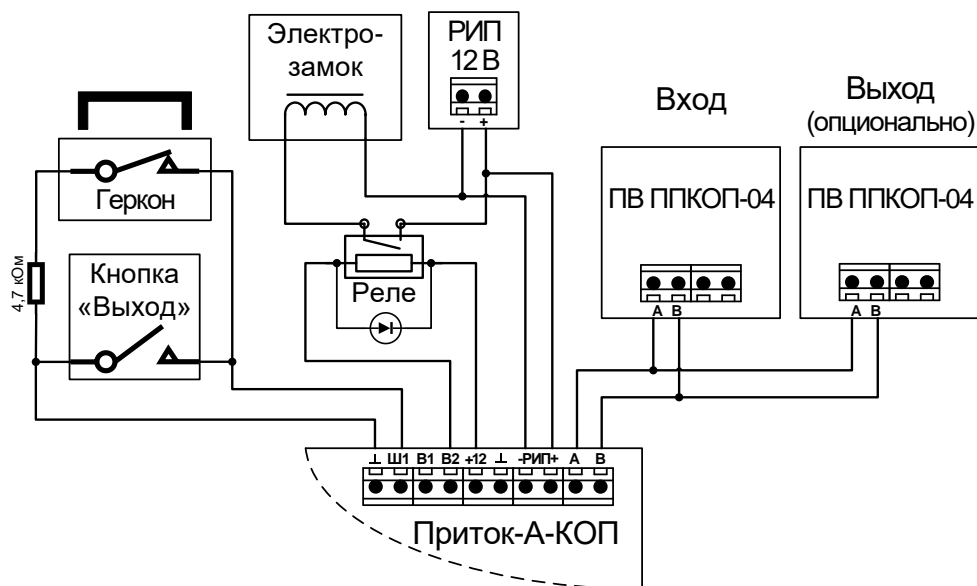 Электро-
замок
РИП
12 В
- +
Вход
Выход
(опционально)
Геркон
4,7 кОм
Кнопка
«Выход»
Реле
ПВ ППКОП-04
A B
ПВ ППКОП-04
A B
⊥ Ш1 В1 В2 +12 ⊥ -РИП+ А В
Приток-А-КОП